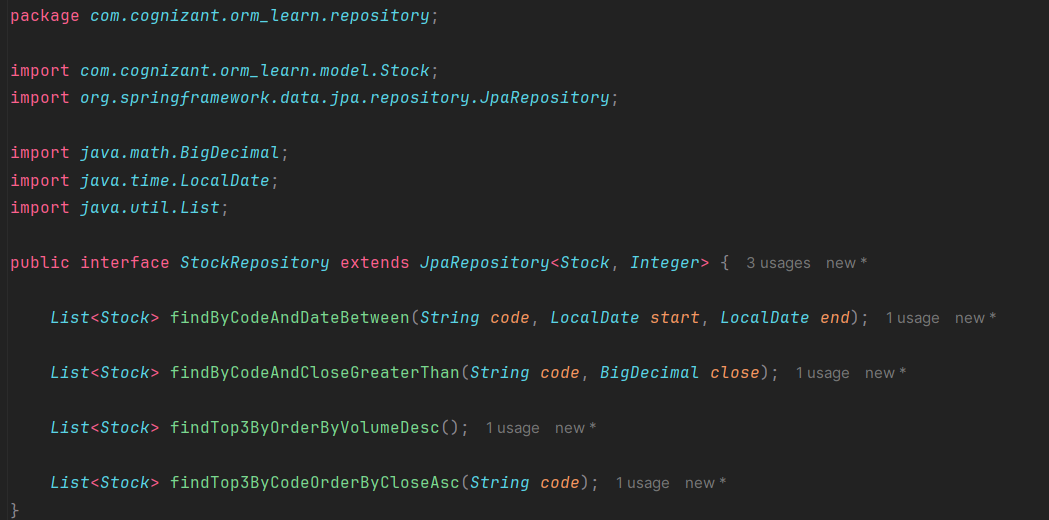 package com.cognizant.orm_learn.repository;
import com.cognizant.orm_learn.model.Stock;
import org.springframework.data.jpa.repository.JpaRepository;
import java.math.BigDecimal;
import java.time.LocalDate;
import java.util.List;
public interface StockRepository extends JpaRepository<Stock, Integer> { 3 usages new *
List<Stock> findByCodeAndDateBetween(String code, LocalDate start, LocalDate end); 1 usage new *
List<Stock> findByCodeAndCloseGreaterThan(String code, BigDecimal close); 1 usage new *
List<Stock> findTop3ByOrderByVolumeDesc(); 1 usage new *
List<Stock> findTop3ByCodeOrderByCloseAsc(String code); 1 usage new *
}